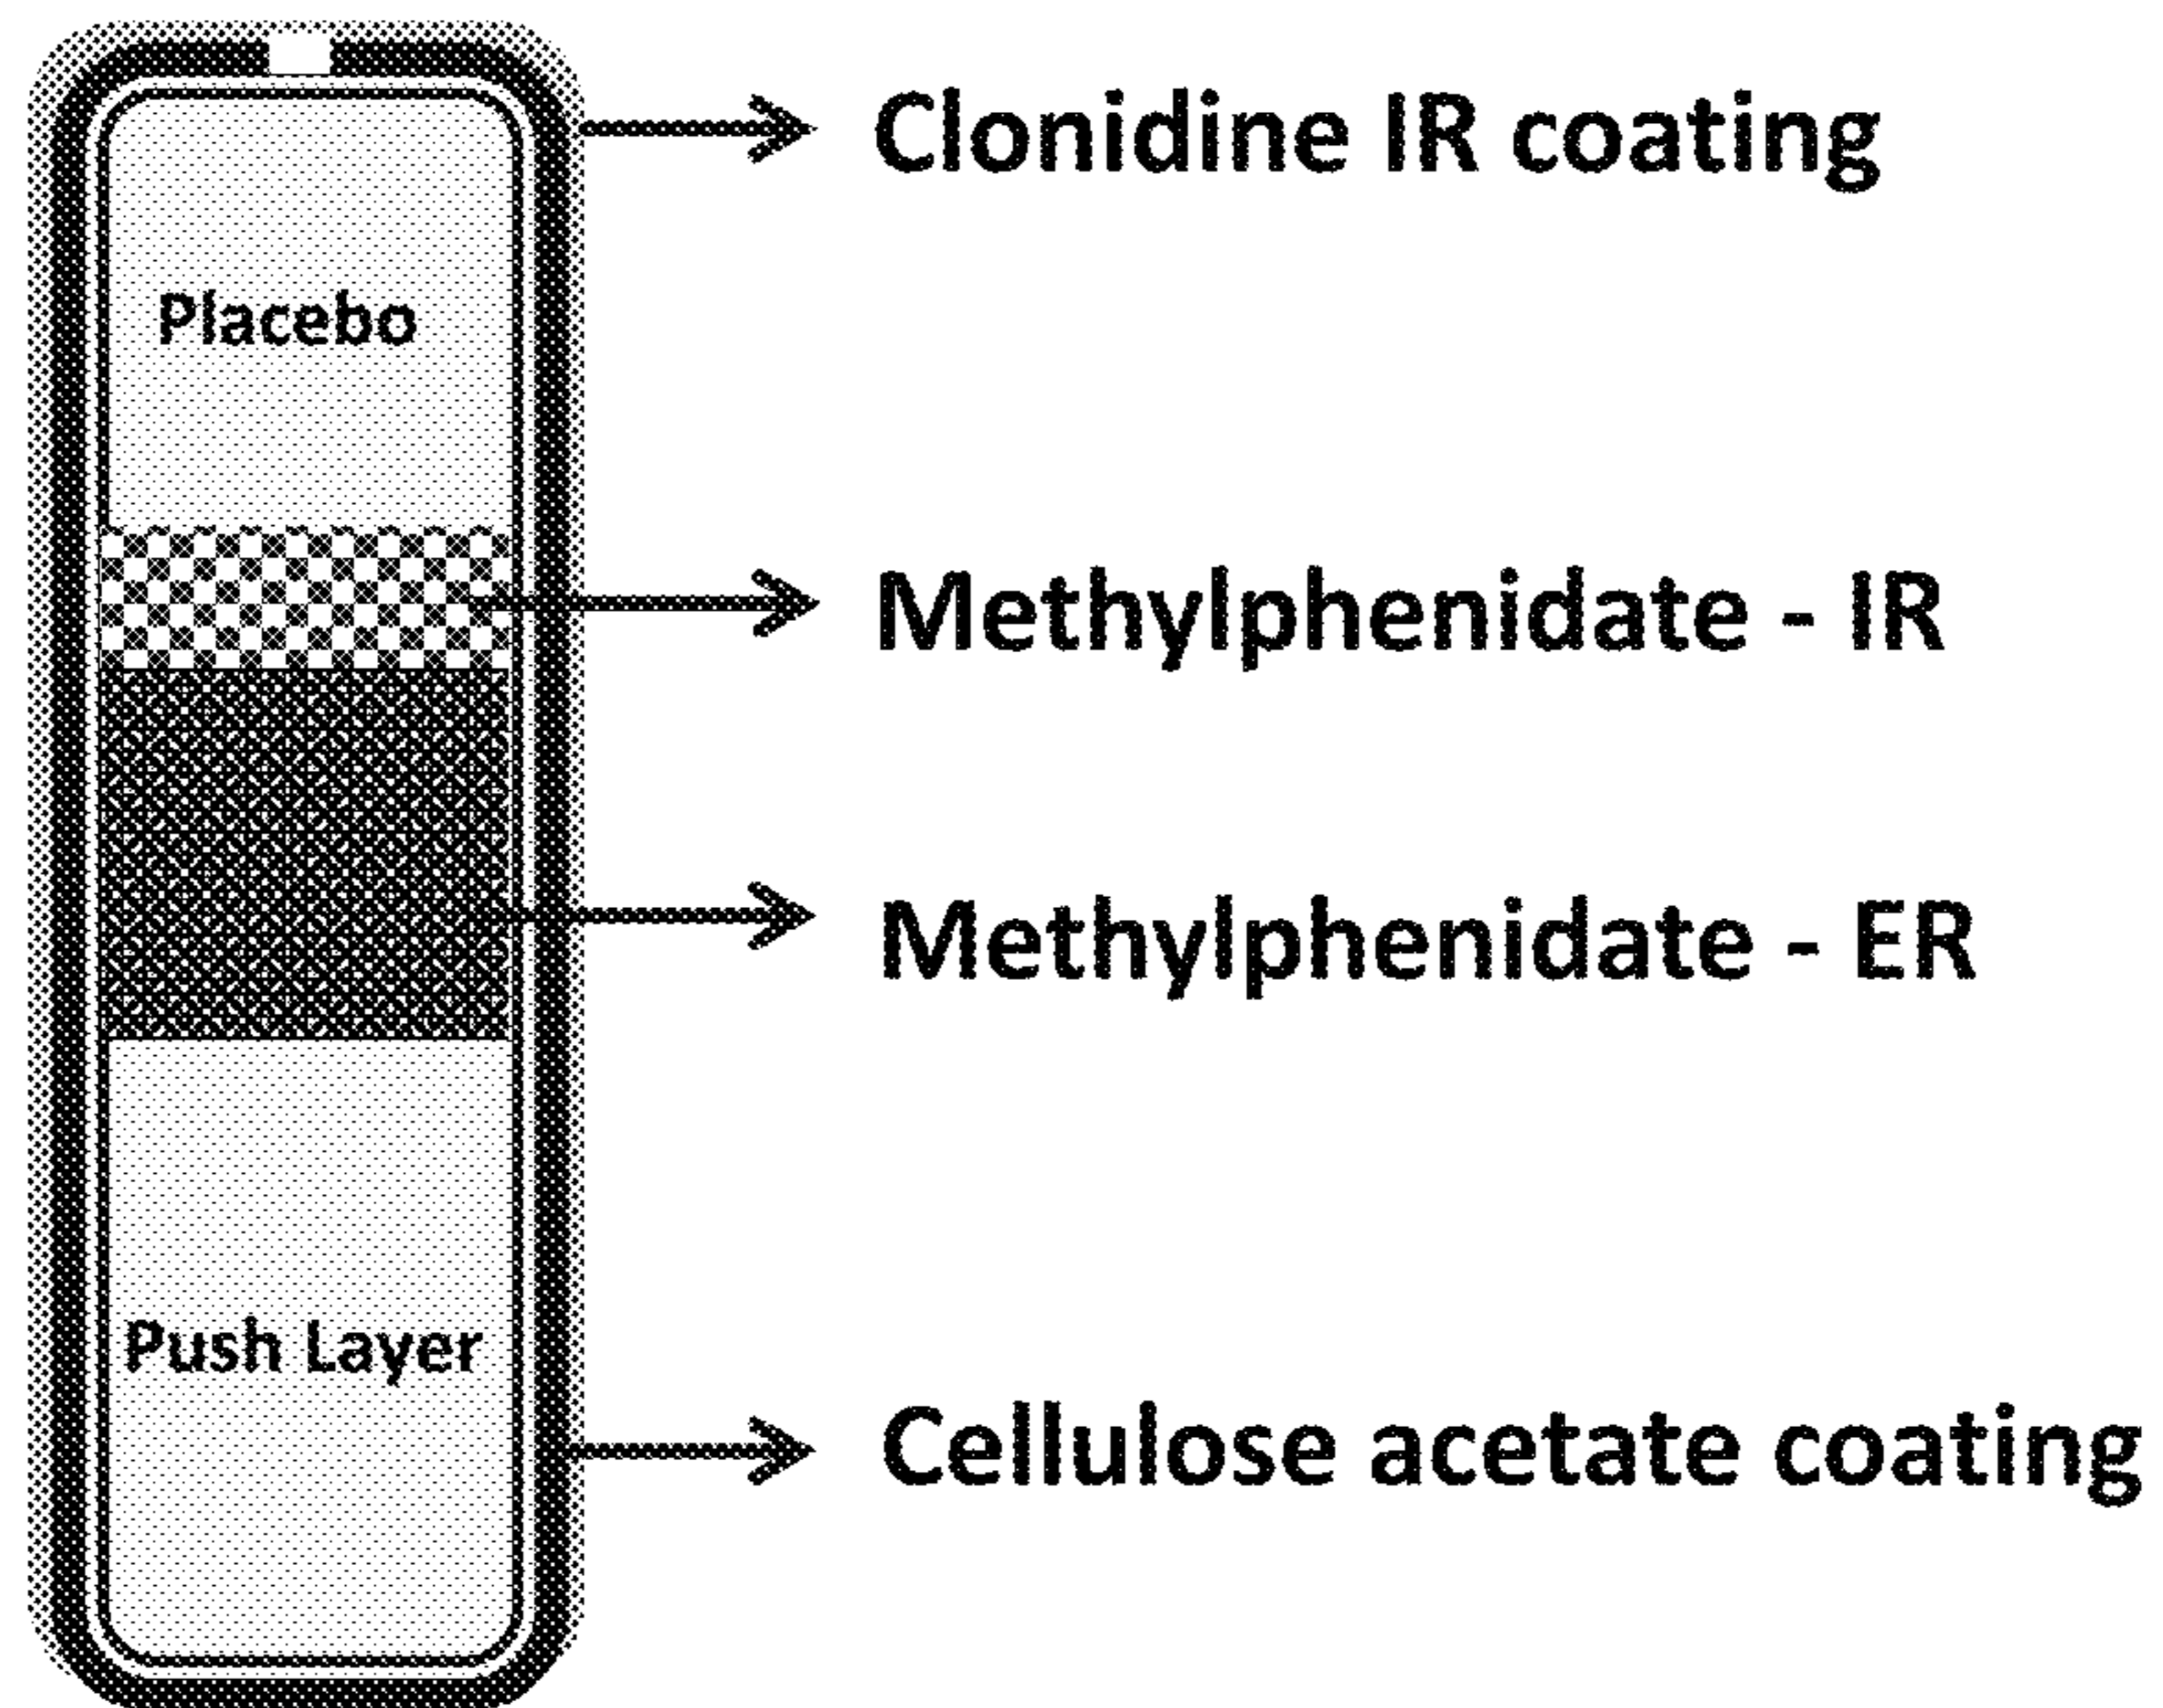 Clonidine IR coating
Placebo
Methylphenidate - IR
Methylphenidate - ER
Push Layer
Cellulose acetate coating